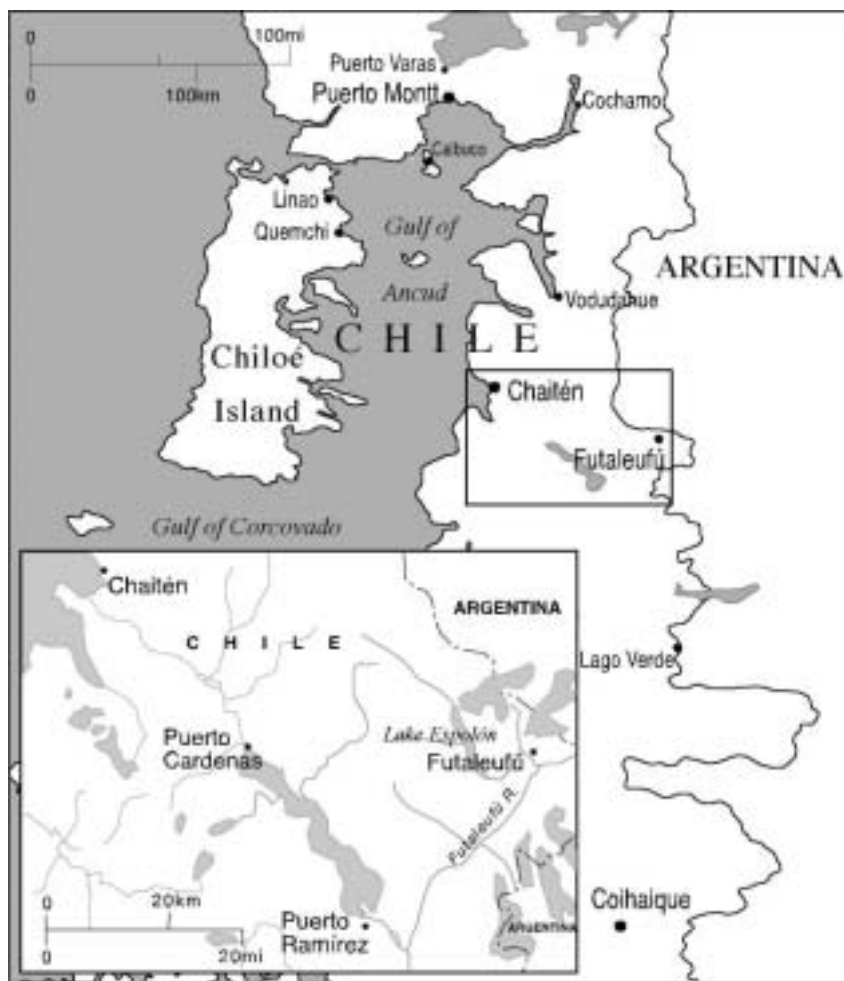 0
100mi
0
100km
Puerto Varas
Puerto Montt
Cochamo
Calbuco
Linao
Quemchi
Gulf of
Ancud
ARGENTINA
Vodudahue
CHILE
Chiloé
Island
Chaitén
Futaleufú
Gulf of Corcovado
Lago Verde
Coihaique
Chaitén
ARGENTINA
CHILE
Puerto
Cardenas
Lake Espolón
Futaleufú
Futaleufú R.
0
20km
0
20mi
Puerto
Ramírez
ARGENTINA